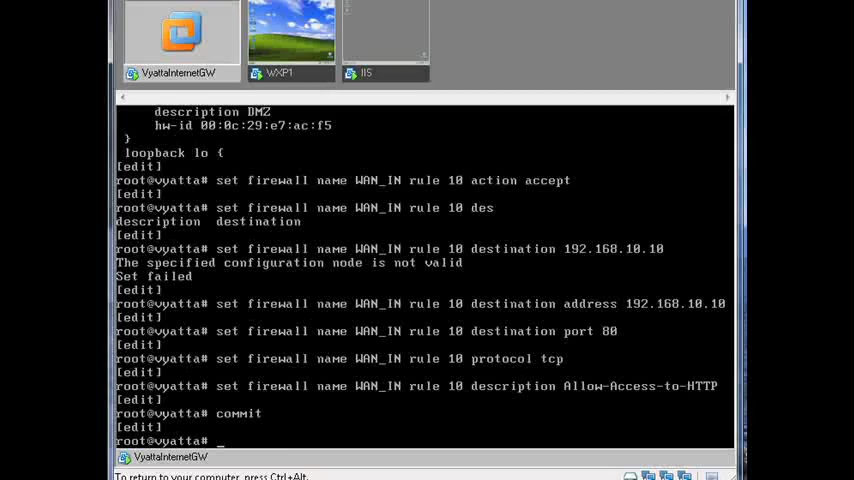 VyattaInternetGW
WXP1
IIS
description DMZ
hw-id 00:0c:29:e7:ac:f5
}
loopback lo {
[edit]
root@vyatta# set firewall name WAN_IN rule 10 action accept
[edit]
root@vyatta# set firewall name WAN_IN rule 10 des
description  destination
[edit]
root@vyatta# set firewall name WAN_IN rule 10 destination 192.168.10.10
The specified configuration node is not valid
Set failed
[edit]
root@vyatta# set firewall name WAN_IN rule 10 destination address 192.168.10.10
[edit]
root@vyatta# set firewall name WAN_IN rule 10 destination port 80
[edit]
root@vyatta# set firewall name WAN_IN rule 10 protocol tcp
[edit]
root@vyatta# set firewall name WAN_IN rule 10 description Allow-Access-to-HTTP
[edit]
root@vyatta# commit
[edit]
root@vyatta# _
VyattaInternetGW
To return to your computer, press Ctrl+Alt.